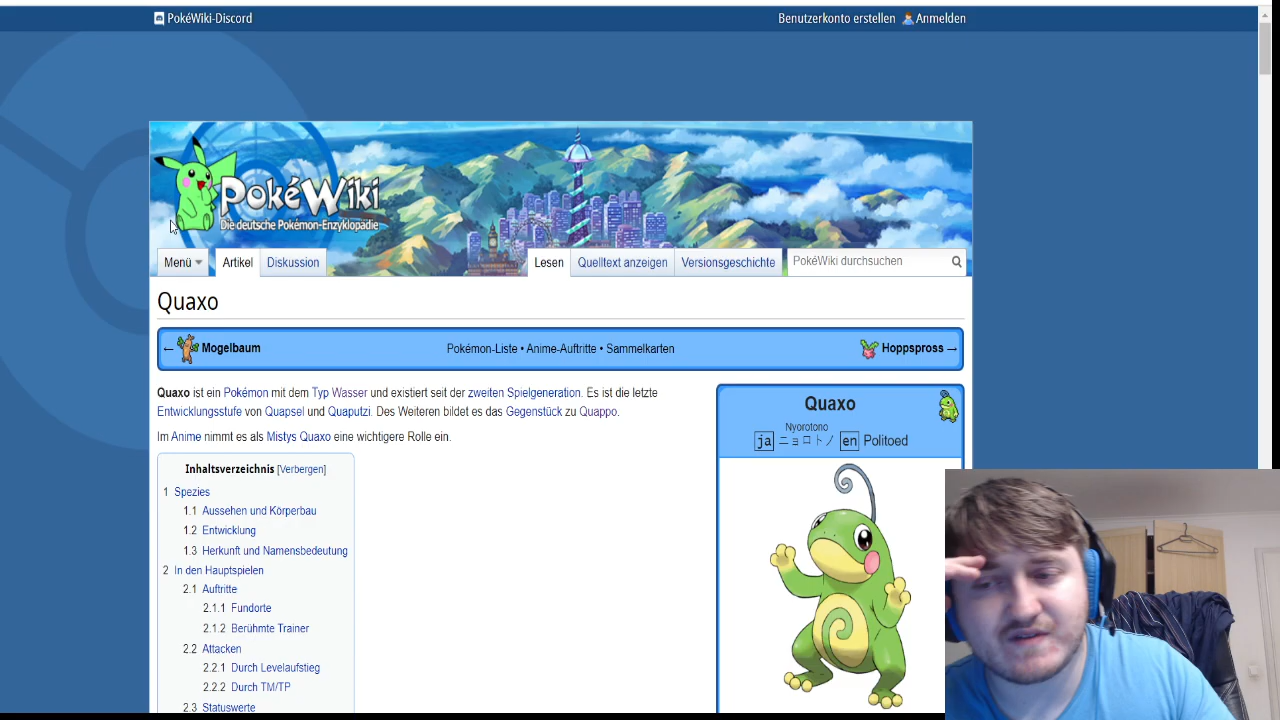 PokéWiki-Discord
Benutzerkonto erstellen Anmelden
PokéWiki
Die deutsche Pokémon-Enzyklopädie
Menü Artikel Diskussion Lesen Quelltext anzeigen Versionsgeschichte PokéWiki durchsuchen
Quaxo
← Mogelbaum Pokémon-Liste • Anime-Auftritte • Sammelkarten Hoppspross →
Quaxo ist ein Pokémon mit dem Typ Wasser und existiert seit der zweiten Spielgeneration. Es ist die letzte
Entwicklungsstufe von Quapsel und Quaputzi. Des Weiteren bildet es das Gegenstück zu Quappo.
Im Anime nimmt es als Mistys Quaxo eine wichtigere Rolle ein.
Inhaltsverzeichnis [Verbergen]
1 Spezies
1.1 Aussehen und Körperbau
1.2 Entwicklung
1.3 Herkunft und Namensbedeutung
2 In den Hauptspielen
2.1 Auftritte
2.1.1 Fundorte
2.1.2 Berühmte Trainer
2.2 Attacken
2.2.1 Durch Levelaufstieg
2.2.2 Durch TM/TP
2.3 Statuswerte
Quaxo
Nyorotono
ja ニョロトノ en Politoed